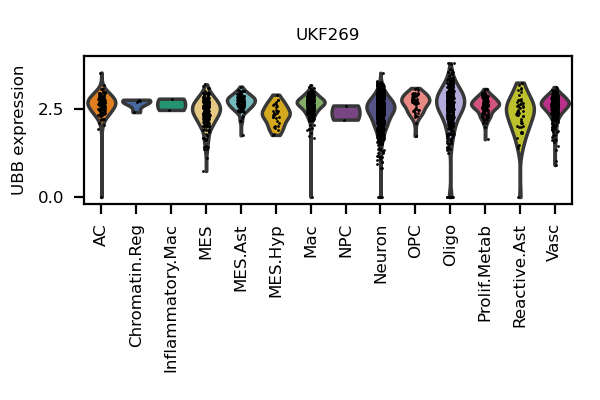 UKF269
UBB expression
2.5
0.0
AC
Chromatin.Reg
Inflammatory.Mac
MES
MES.Ast
MES.Hyp
Mac
NPC
Neuron
OPC
Oligo
Prolif.Metab
Reactive.Ast
Vasc